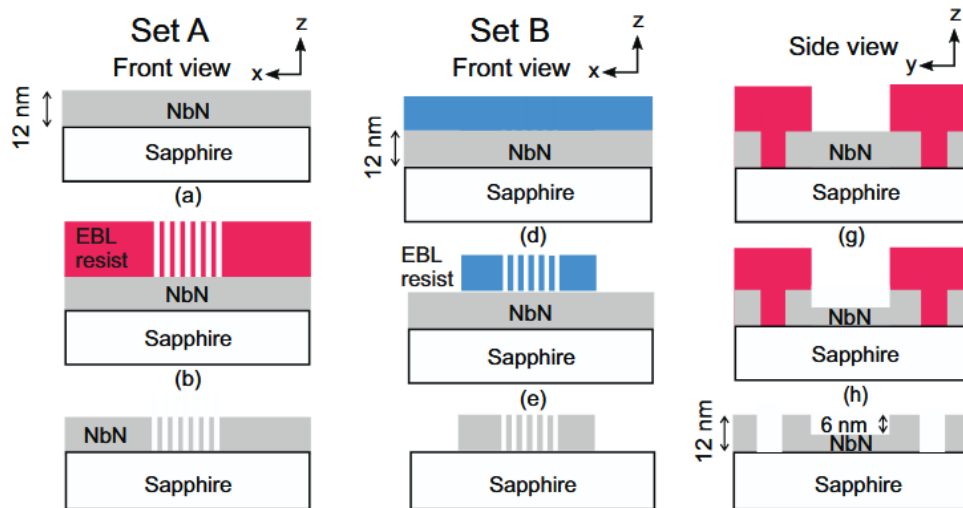 Set A
Front view
z
x
12 nm
NbN
Sapphire
(a)
EBL
resist
NbN
Sapphire
(b)
NbN
Sapphire
Set B
Front view
z
x
12 nm
NbN
Sapphire
(d)
EBL
resist
NbN
Sapphire
(e)
Sapphire
Side view
z
y
NbN
Sapphire
(g)
NbN
Sapphire
(h)
12 nm
6 nm
NbN
Sapphire